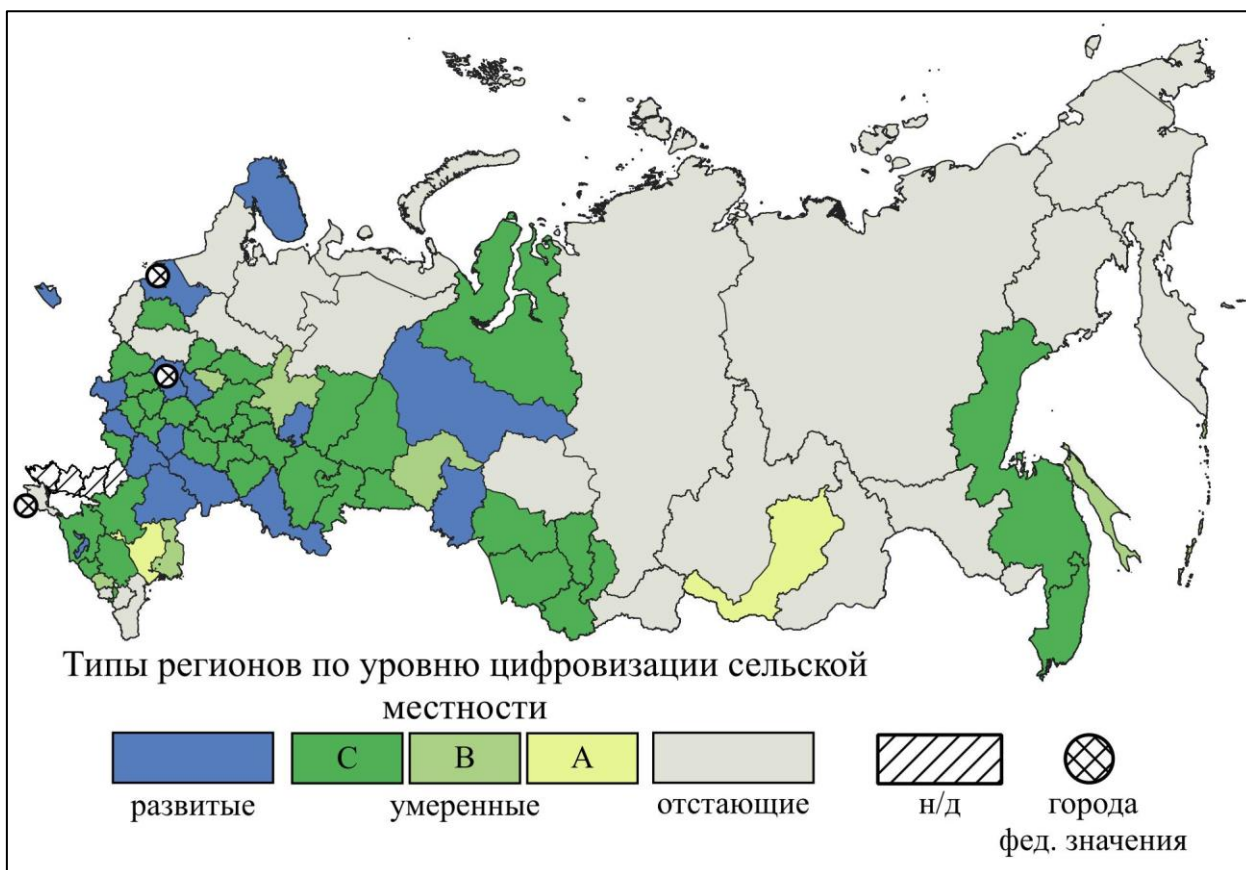 Типы регионов по уровню цифровизации сельской
местности
C B A
развитые умеренные отстающие н/д города
фед. значения